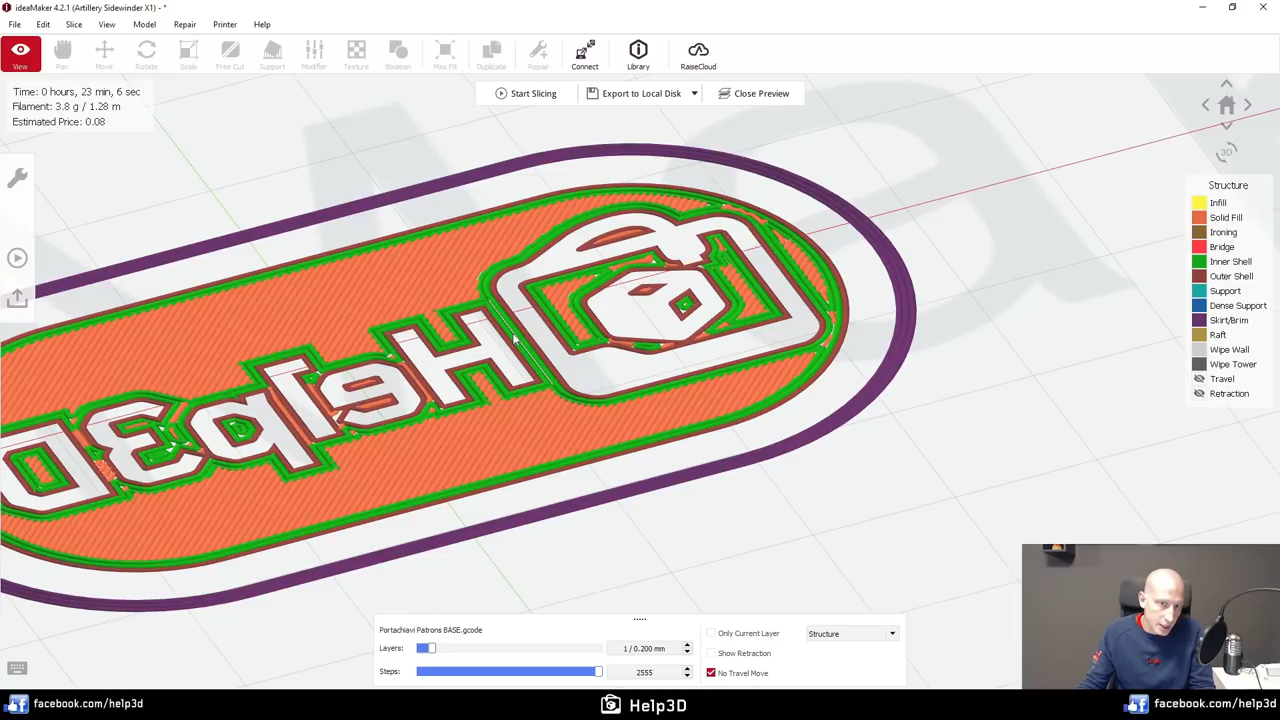 ideaMaker 4.2.1 (Artillery Sidewinder X1) - *
File Edit Slice View Model Repair Printer Help
View Pan Move Rotate Scale Free Cut Support Modifier Texture Boolean Max Fit Duplicate Repair Connect Library RaiseCloud
Time: 0 hours, 23 min, 6 sec
Filament: 3.8 g / 1.28 m
Estimated Price: 0.08
Start Slicing Export to Local Disk Close Preview
3D
Structure
Infill
Solid Fill
Ironing
Bridge
Inner Shell
Outer Shell
Support
Dense Support
Skirt/Brim
Raft
Wipe Wall
Wipe Tower
Travel
Retraction
Help3D
Portachiavi Patrons BASE.gcode
Layers: 1 / 0.200 mm
Steps: 2555
Only Current Layer Structure
Show Retraction
No Travel Move
facebook.com/help3d Help3D facebook.com/help3d